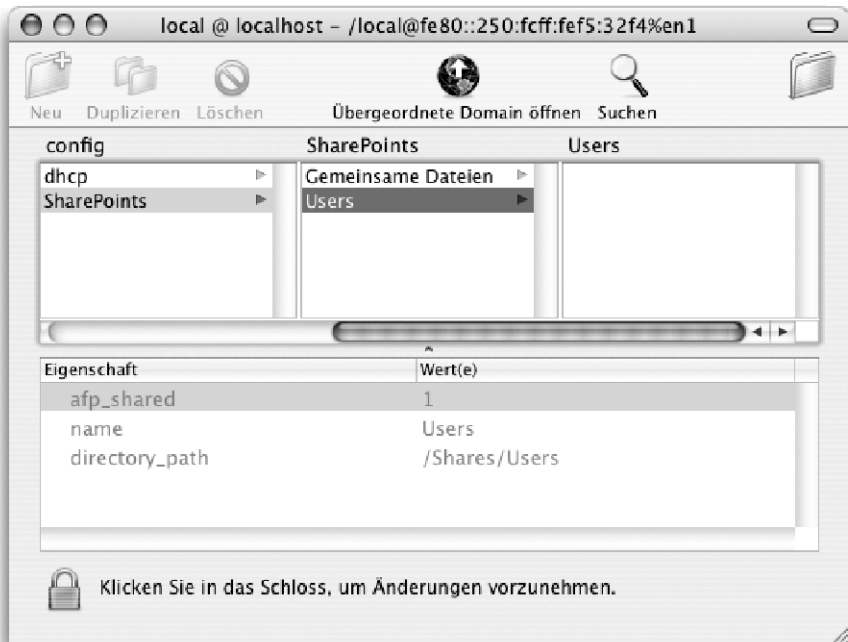 local @ localhost – /local@fe80::250:fcff:fef5:32f4%en1
Neu Duplizieren Löschen Übergeordnete Domain öffnen Suchen
config SharePoints Users
dhcp Gemeinsame Dateien
SharePoints Users
Eigenschaft Wert(e)
afp_shared 1
name Users
directory_path /Shares/Users
Klicken Sie in das Schloss, um Änderungen vorzunehmen.